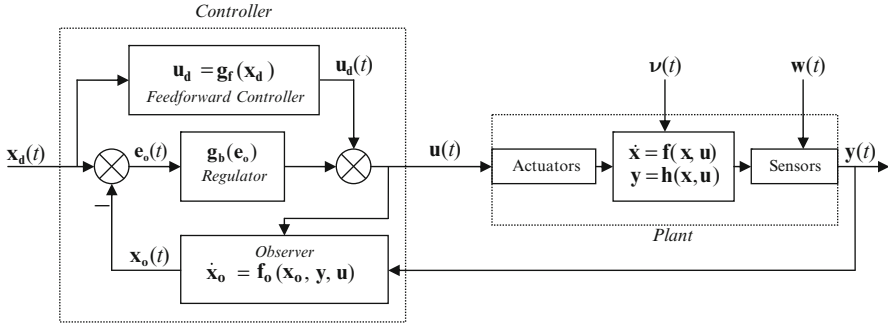 Controller
𝐮_d = 𝐠_f(𝐱_d)
Feedforward Controller
𝐮_d(t)
𝛎(t)
𝐰(t)
𝐱_d(t)
𝐞_o(t)
𝐠_b(𝐞_o)
Regulator
𝐮(t)
Actuators
ẋ = f(x, u)
y = h(x, u)
Sensors
𝐲(t)
−
Plant
𝐱_o(t)
Observer
ẋ_o = f_o(x_o, y, u)